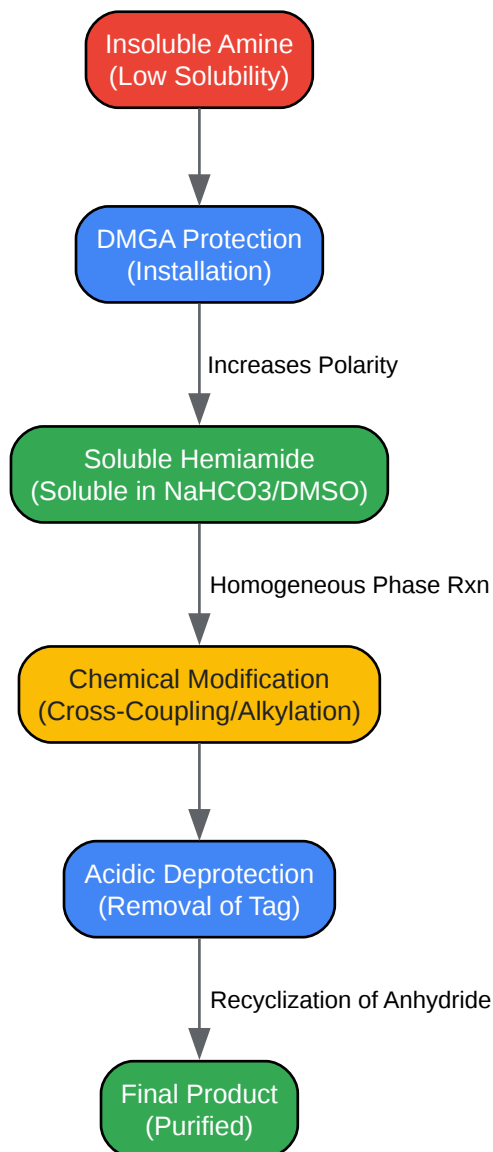 Insoluble Amine
(Low Solubility)
DMGA Protection
(Installation)
Increases Polarity
Soluble Hemiamide
(Soluble in NaHCO3/DMSO)
Homogeneous Phase Rxn
Chemical Modification
(Cross-Coupling/Alkylation)
Acidic Deprotection
(Removal of Tag)
Recyclization of Anhydride
Final Product
(Purified)